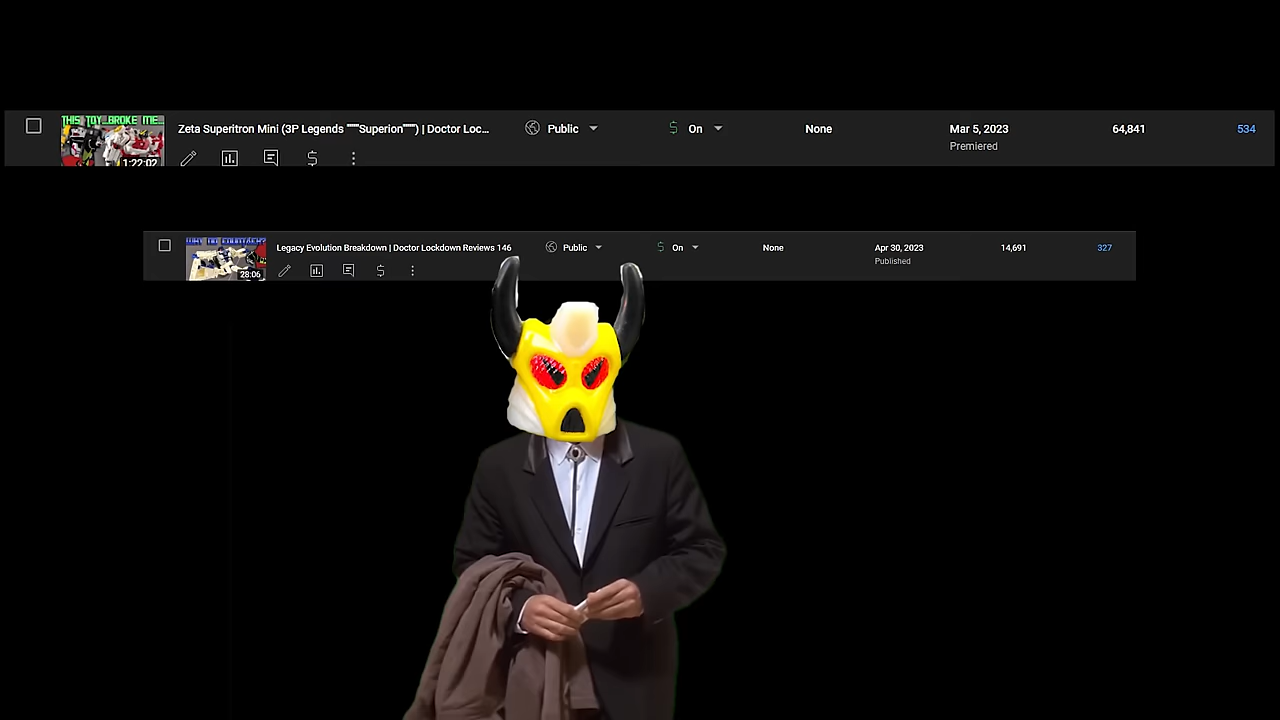 THIS TOY BROKE ME...
1:22:02
Zeta Superitron Mini (3P Legends """"Superion"""") | Doctor Loc...
Public
On
None
Mar 5, 2023
Premiered
64,841
534
28:06
Legacy Evolution Breakdown | Doctor Lockdown Reviews 146
Public
On
None
Apr 30, 2023
Published
14,691
327